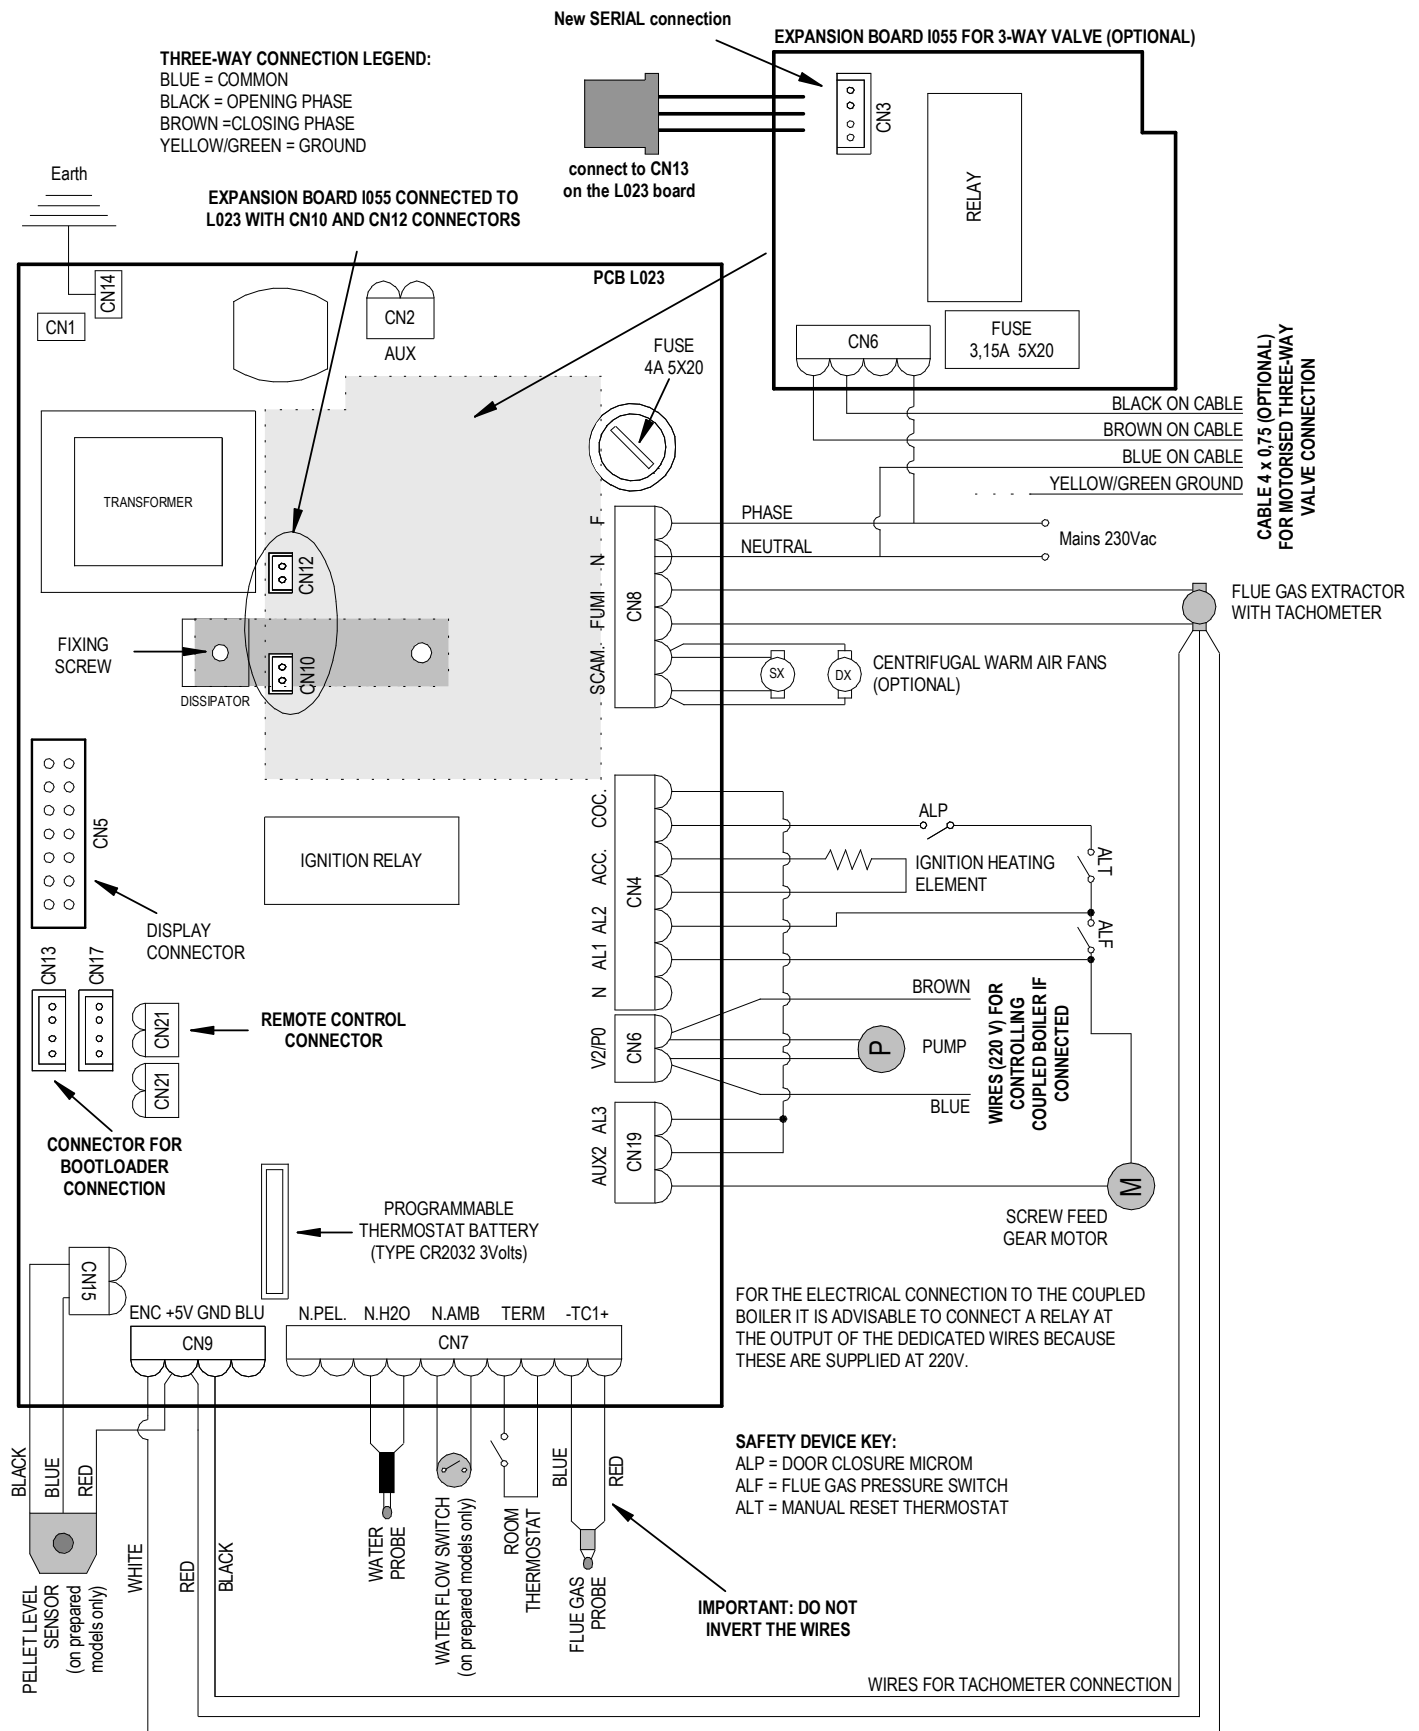 New SERIAL connection
EXPANSION BOARD I055 FOR 3-WAY VALVE (OPTIONAL)
THREE-WAY CONNECTION LEGEND:
BLUE = COMMON
BLACK = OPENING PHASE
BROWN =CLOSING PHASE
YELLOW/GREEN = GROUND
CN3
RELAY
connect to CN13
on the L023 board
Earth
EXPANSION BOARD I055 CONNECTED TO
L023 WITH CN10 AND CN12 CONNECTORS
PCB L023
CN14
CN1
CN2
AUX
FUSE
4A 5X20
CN6
FUSE
3,15A 5X20
BLACK ON CABLE
BROWN ON CABLE
BLUE ON CABLE
YELLOW/GREEN GROUND
CABLE 4 x 0,75 (OPTIONAL)
FOR MOTORISED THREE-WAY
VALVE CONNECTION
TRANSFORMER
F
N
FUMI
SCAM.
CN8
PHASE
NEUTRAL
Mains 230Vac
CN12
CN10
FIXING
SCREW
DISSIPATOR
FLUE GAS EXTRACTOR
WITH TACHOMETER
SX
DX
CENTRIFUGAL WARM AIR FANS
(OPTIONAL)
CN5
IGNITION RELAY
COC.
ACC.
AL2
AL1
N
CN4
ALP
ALT
IGNITION HEATING
ELEMENT
ALF
DISPLAY
CONNECTOR
CN13
CN17
CN21
CN21
REMOTE CONTROL
CONNECTOR
V2/P0
CN6
BROWN
P
PUMP
BLUE
WIRES (220 V) FOR
CONTROLLING
COUPLED BOILER IF
CONNECTED
AL3
AUX2
CN19
CONNECTOR FOR
BOOTLOADER
CONNECTION
M
SCREW FEED
GEAR MOTOR
PROGRAMMABLE
THERMOSTAT BATTERY
(TYPE CR2032 3Volts)
CN15
ENC +5V GND BLU
CN9
N.PEL. N.H2O N.AMB TERM -TC1+
CN7
FOR THE ELECTRICAL CONNECTION TO THE COUPLED
BOILER IT IS ADVISABLE TO CONNECT A RELAY AT
THE OUTPUT OF THE DEDICATED WIRES BECAUSE
THESE ARE SUPPLIED AT 220V.
SAFETY DEVICE KEY:
ALP = DOOR CLOSURE MICROM
ALF = FLUE GAS PRESSURE SWITCH
ALT = MANUAL RESET THERMOSTAT
BLACK
BLUE
RED
PELLET LEVEL
SENSOR
(on prepared
models only)
WHITE
RED
BLACK
WATER
PROBE
WATER FLOW SWITCH
(on prepared models only)
ROOM
THERMOSTAT
BLUE
RED
FLUE GAS
PROBE
IMPORTANT: DO NOT
INVERT THE WIRES
WIRES FOR TACHOMETER CONNECTION